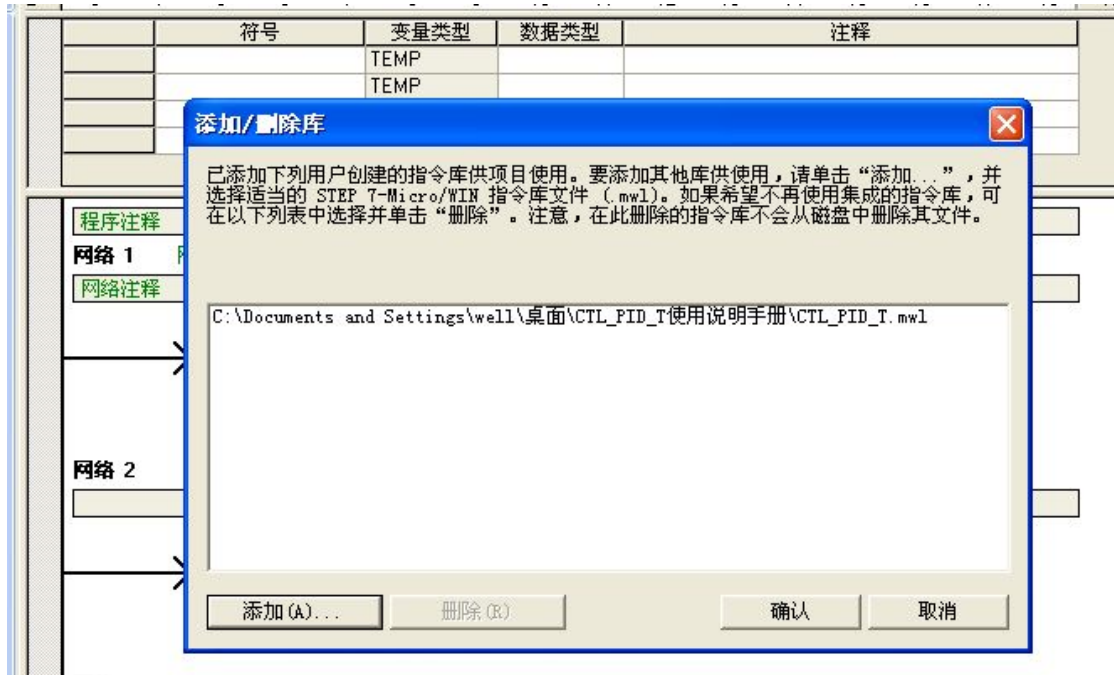 符号 变量类型 数据类型 注释
TEMP
TEMP
添加/删除库
已添加下列用户创建的指令库供项目使用。要添加其他库供使用,请单击“添加...”,并
选择适当的 STEP 7-Micro/WIN 指令库文件 (.mwl)。如果希望不再使用集成的指令库,可
在以下列表中选择并单击“删除”。注意,在此删除的指令库不会从磁盘中删除其文件。
程序注释
网络 1
网络注释
C:\Documents and Settings\well\桌面\CTL_PID_T使用说明手册\CTL_PID_T.mwl
网络 2
添加(A)... 删除(R) 确认 取消